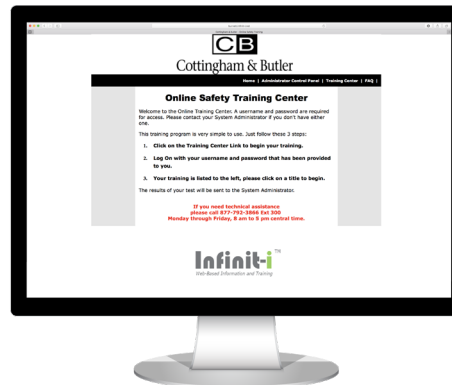 CB
Cottingham & Butler
Home | Administrator Control Panel | Training Center | FAQ |
Online Safety Training Center
Welcome to the Online Training Center. A username and password are required
for access. Please contact your System Administrator if you don't have either
one.
This training program is very simple to use. Just follow these 3 steps:
1. Click on the Training Center Link to begin your training.
2. Log On with your username and password that has been provided
to you.
3. Your training is listed to the left, please click on a title to begin.
The results of your test will be sent to the System Administrator.
If you need technical assistance
please call 877-792-3866 Ext 300
Monday through Friday, 8 am to 5 pm central time.
Infinit-i™
Web-Based Information and Training